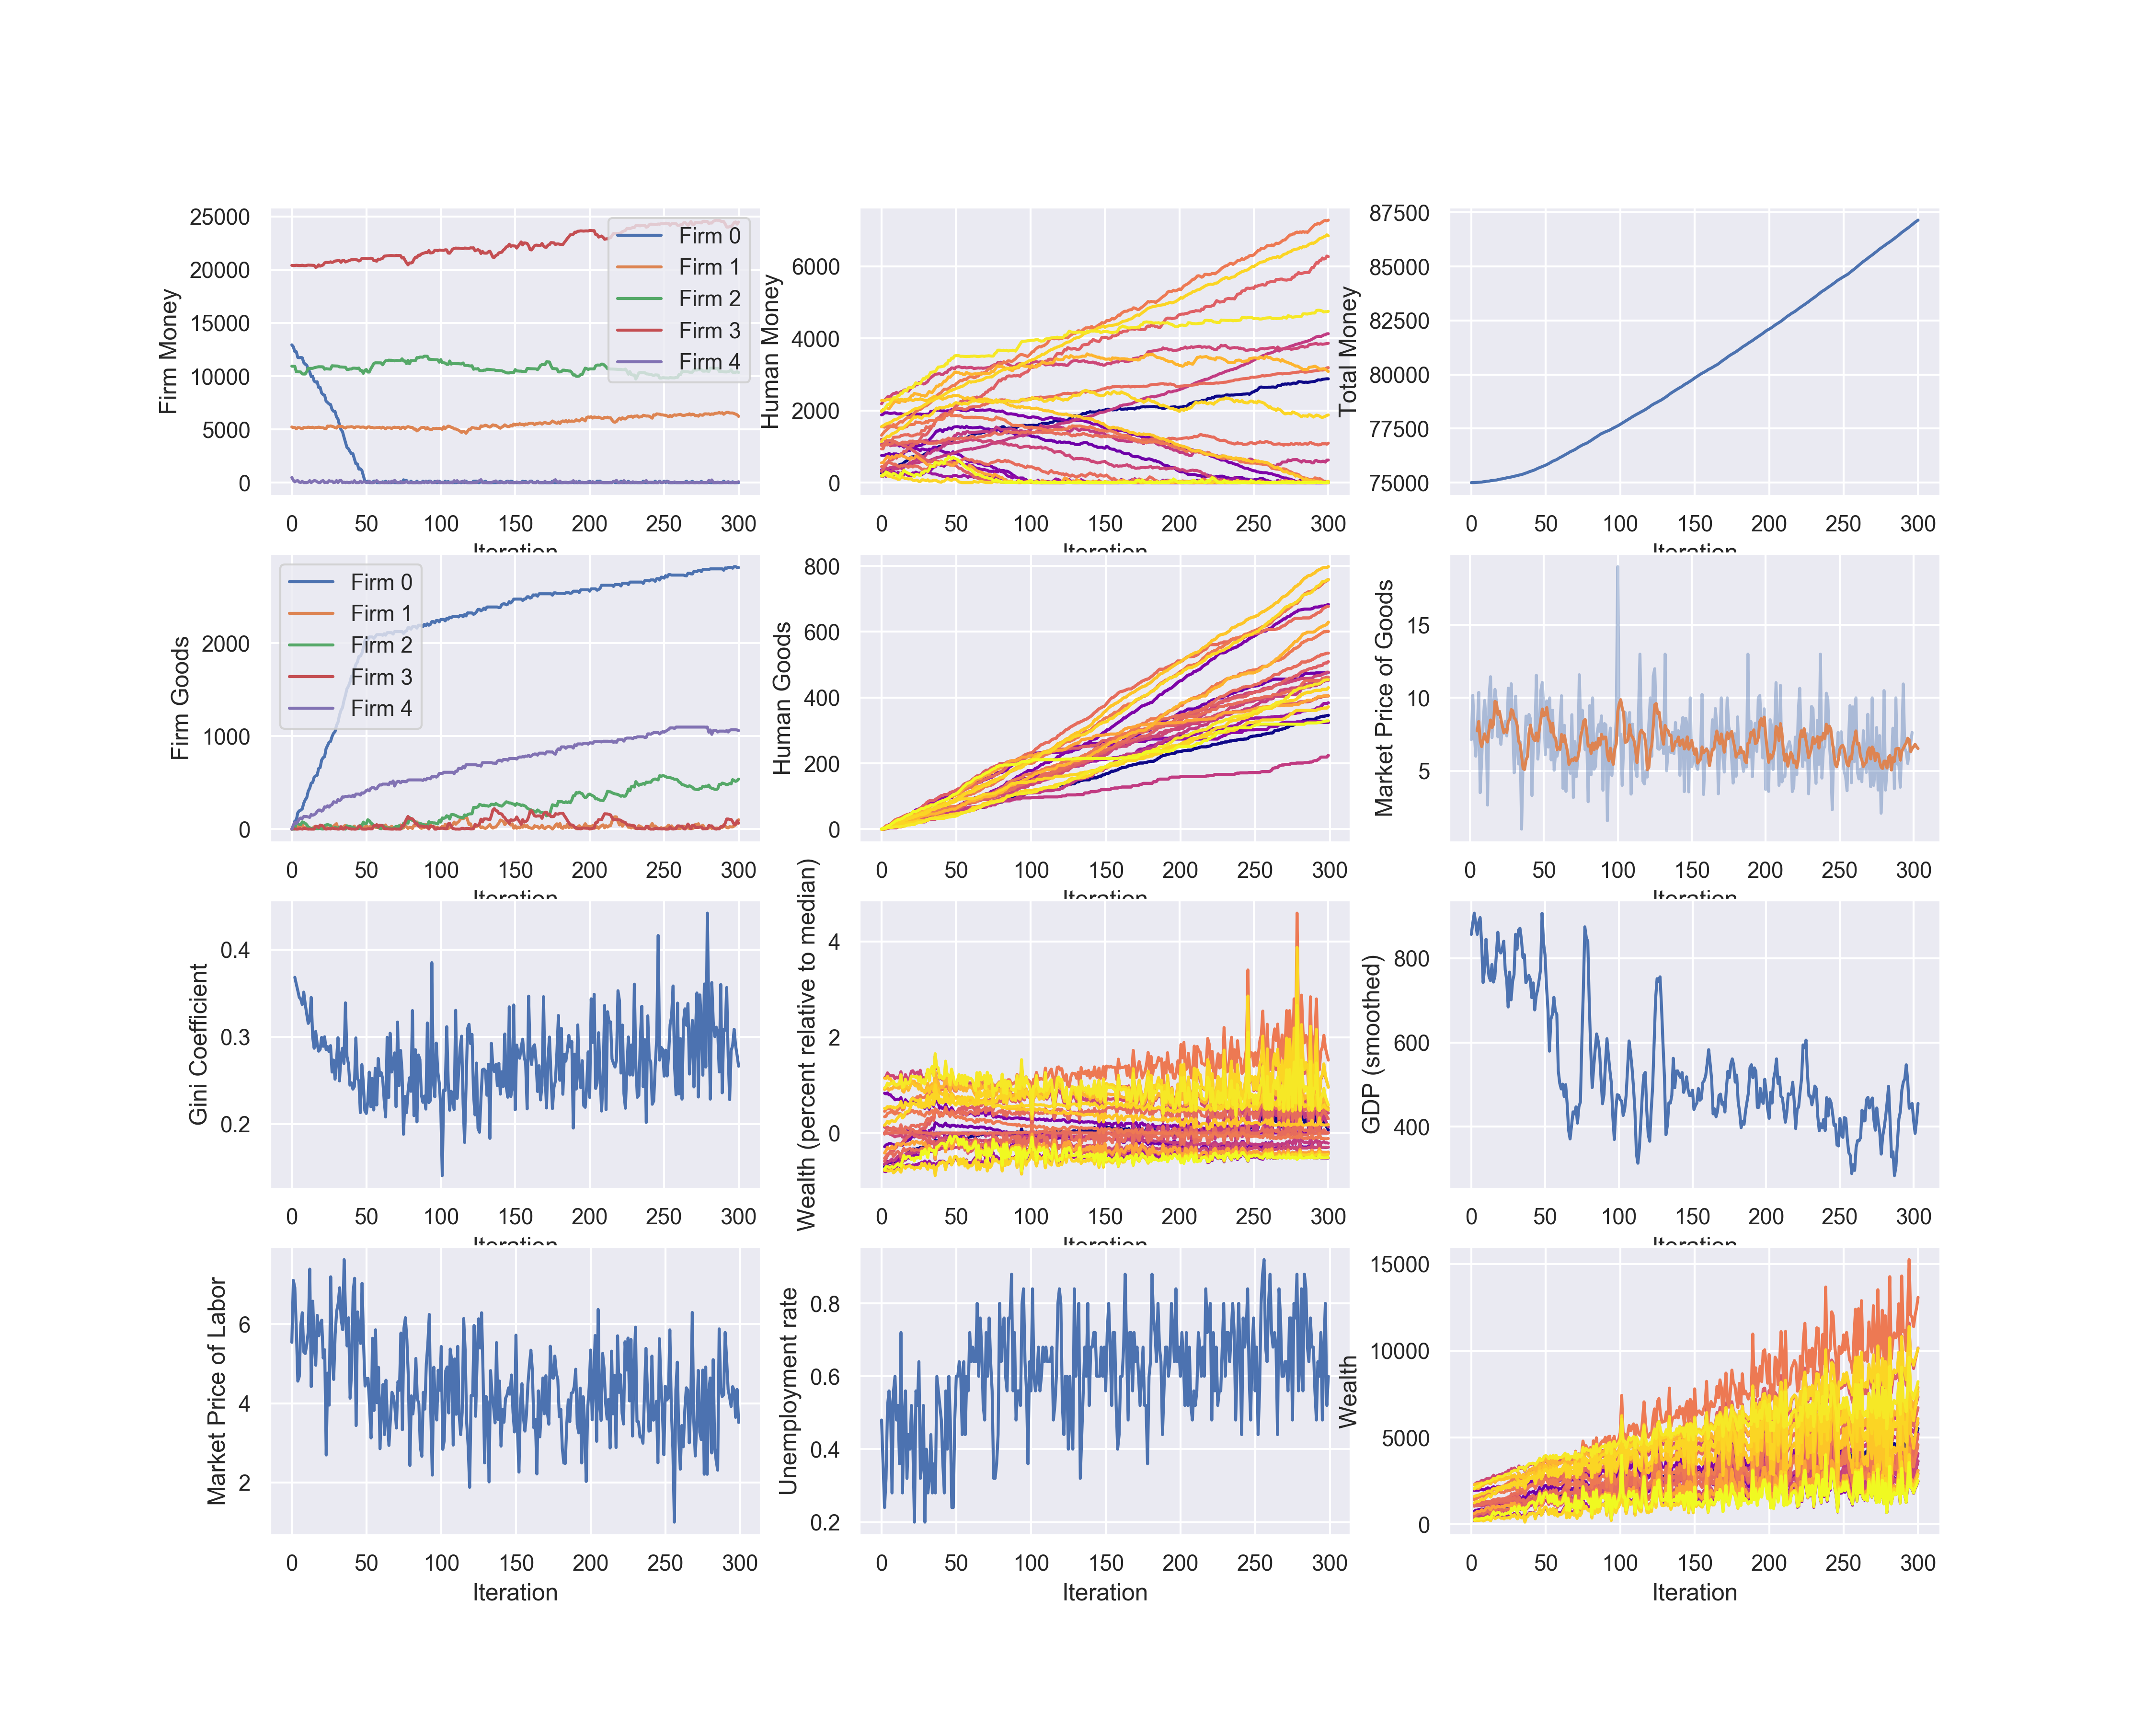 Firm Money
25000
20000
15000
10000
5000
0
Firm 0
Firm 1
Firm 2
Firm 3
Firm 4
0 50 100 150 200 250 300
Iteration
Human Money
6000
4000
2000
0
0 50 100 150 200 250 300
Iteration
Total Money
87500
85000
82500
80000
77500
75000
0 50 100 150 200 250 300
Iteration
Firm Goods
2000
1000
0
Firm 0
Firm 1
Firm 2
Firm 3
Firm 4
0 50 100 150 200 250 300
Iteration
Human Goods
800
600
400
200
0
0 50 100 150 200 250 300
Iteration
Market Price of Goods
15
10
5
0 50 100 150 200 250 300
Iteration
Gini Coefficient
0.4
0.3
0.2
0 50 100 150 200 250 300
Iteration
Wealth (percent relative to median)
4
2
0
0 50 100 150 200 250 300
Iteration
GDP (smoothed)
800
600
400
0 50 100 150 200 250 300
Iteration
Market Price of Labor
6
4
2
0 50 100 150 200 250 300
Iteration
Unemployment rate
0.8
0.6
0.4
0.2
0 50 100 150 200 250 300
Iteration
Wealth
15000
10000
5000
0
0 50 100 150 200 250 300
Iteration